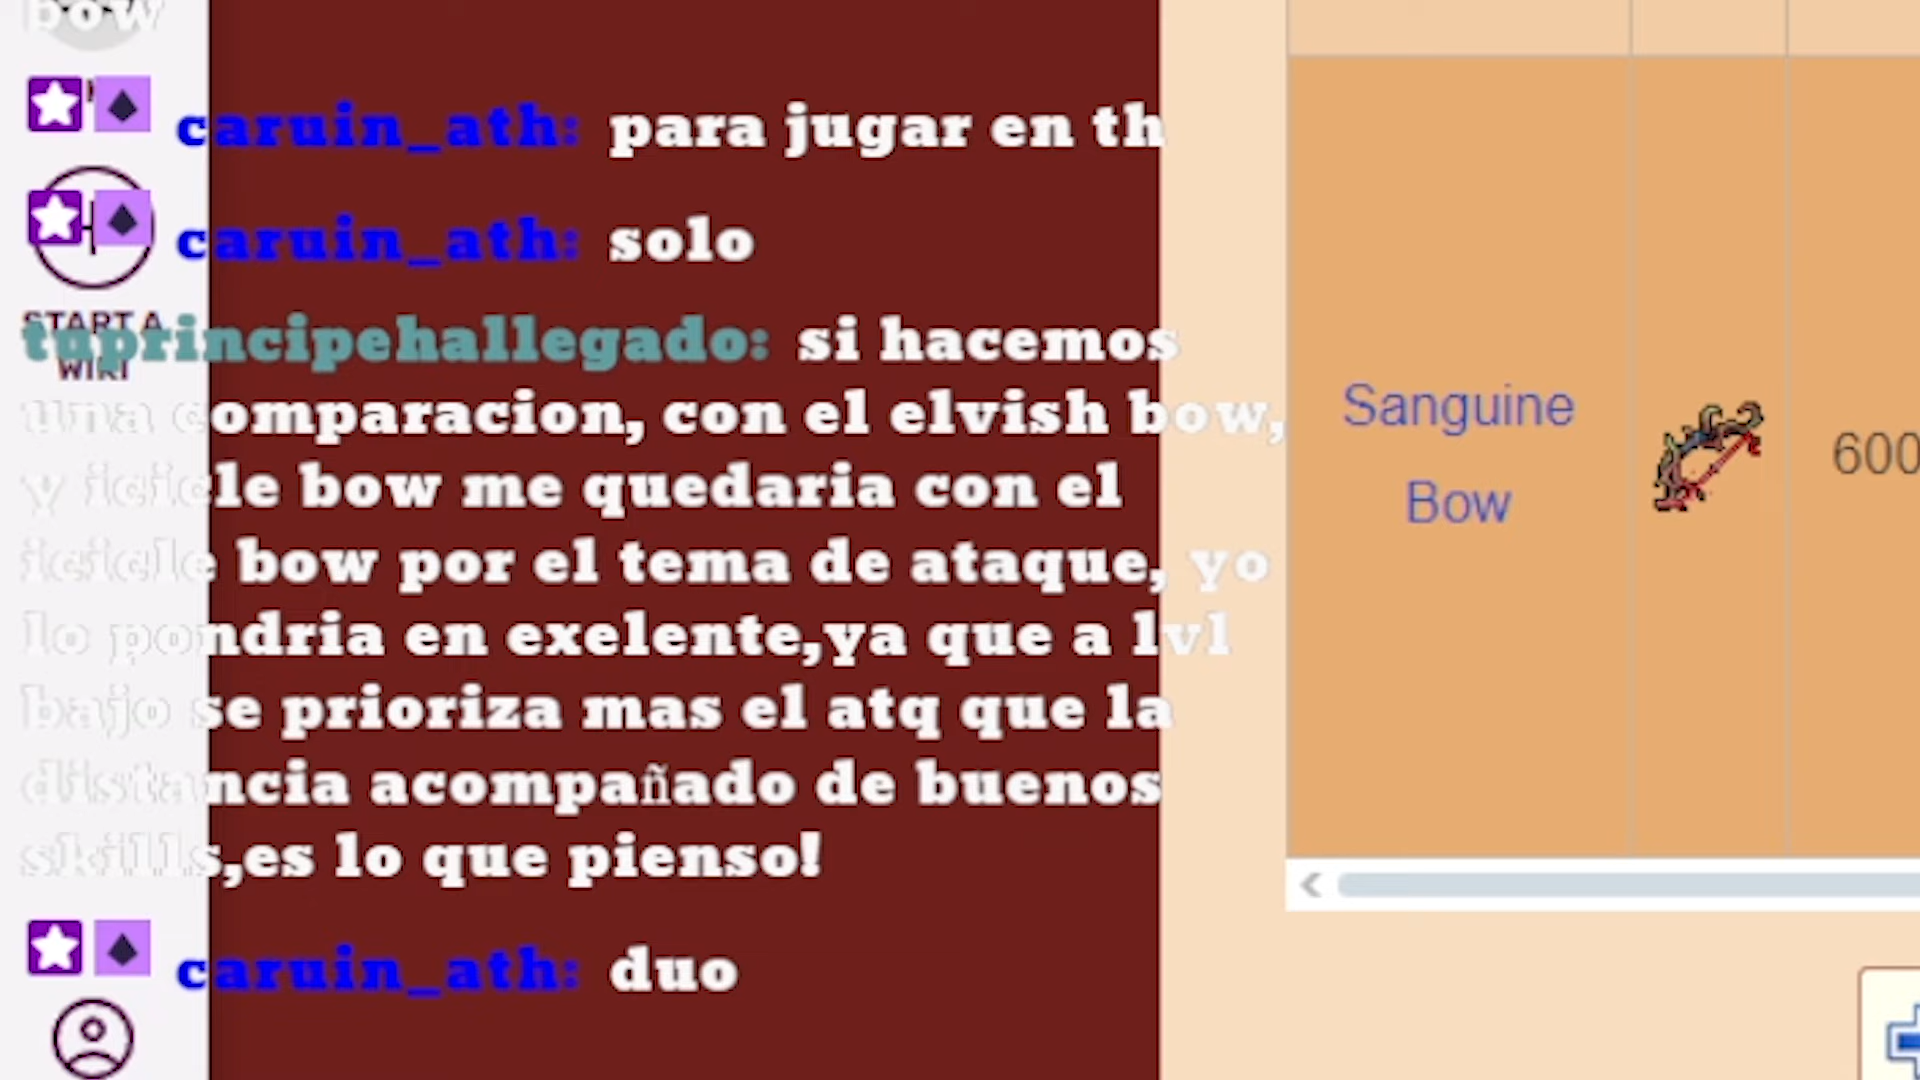 bow
caruin_ath: para jugar en th
caruin_ath: solo
START A
WIKI
tuprincipehallegado: si hacemos
una comparacion, con el elvish bow,
y icicle bow me quedaria con el
icicle bow por el tema de ataque, yo
lo pondria en exelente,ya que a lvl
bajo se prioriza mas el atq que la
distancia acompañado de buenos
skills,es lo que pienso!
caruin_ath: duo
Sanguine
Bow
600